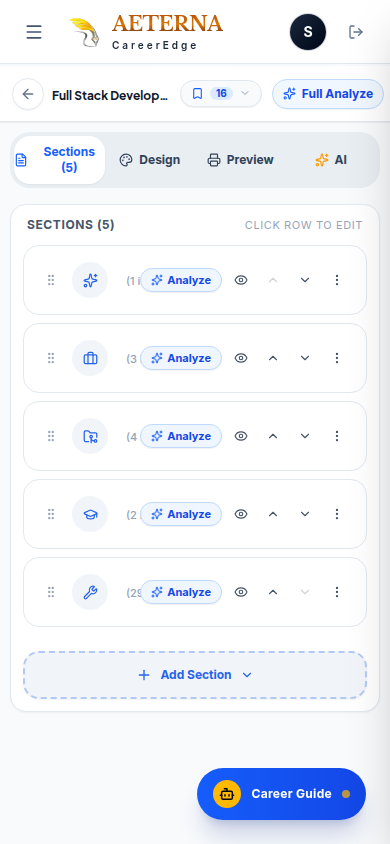 AETERNA
CareerEdge
S
Full Stack Develop...
16
Full Analyze
Sections
(5)
Design
Preview
AI
SECTIONS (5)
CLICK ROW TO EDIT
(1
Analyze
(3
Analyze
(4
Analyze
(2
Analyze
(29
Analyze
Add Section
Career Guide